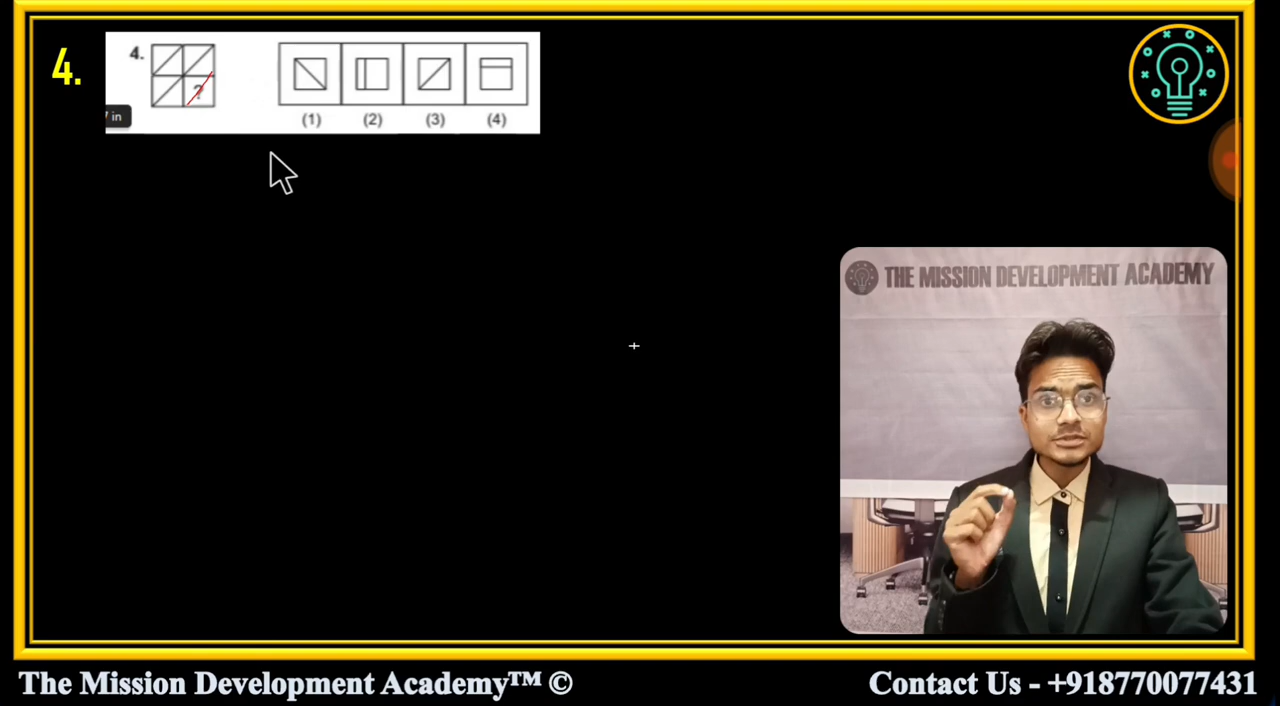 4.
4.
?
in
(1) (2) (3) (4)
THE MISSION DEVELOPMENT ACADEMY
The Mission Development Academy™ ©
Contact Us - +918770077431